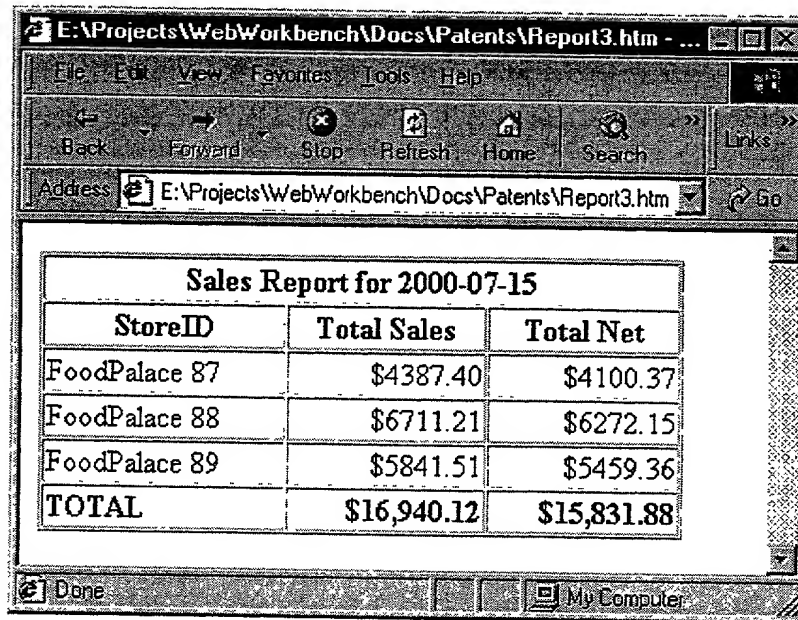 E:\Projects\WebWorkbench\Docs\Patents\Report3.htm - ...
File Edit View Favorites Tools Help
Back Forward Stop Refresh Home Search » Links »
Address E:\Projects\WebWorkbench\Docs\Patents\Report3.htm Go
Sales Report for 2000-07-15
StoreID Total Sales Total Net
FoodPalace 87 $4387.40 $4100.37
FoodPalace 88 $6711.21 $6272.15
FoodPalace 89 $5841.51 $5459.36
TOTAL $16,940.12 $15,831.88
Done My Computer